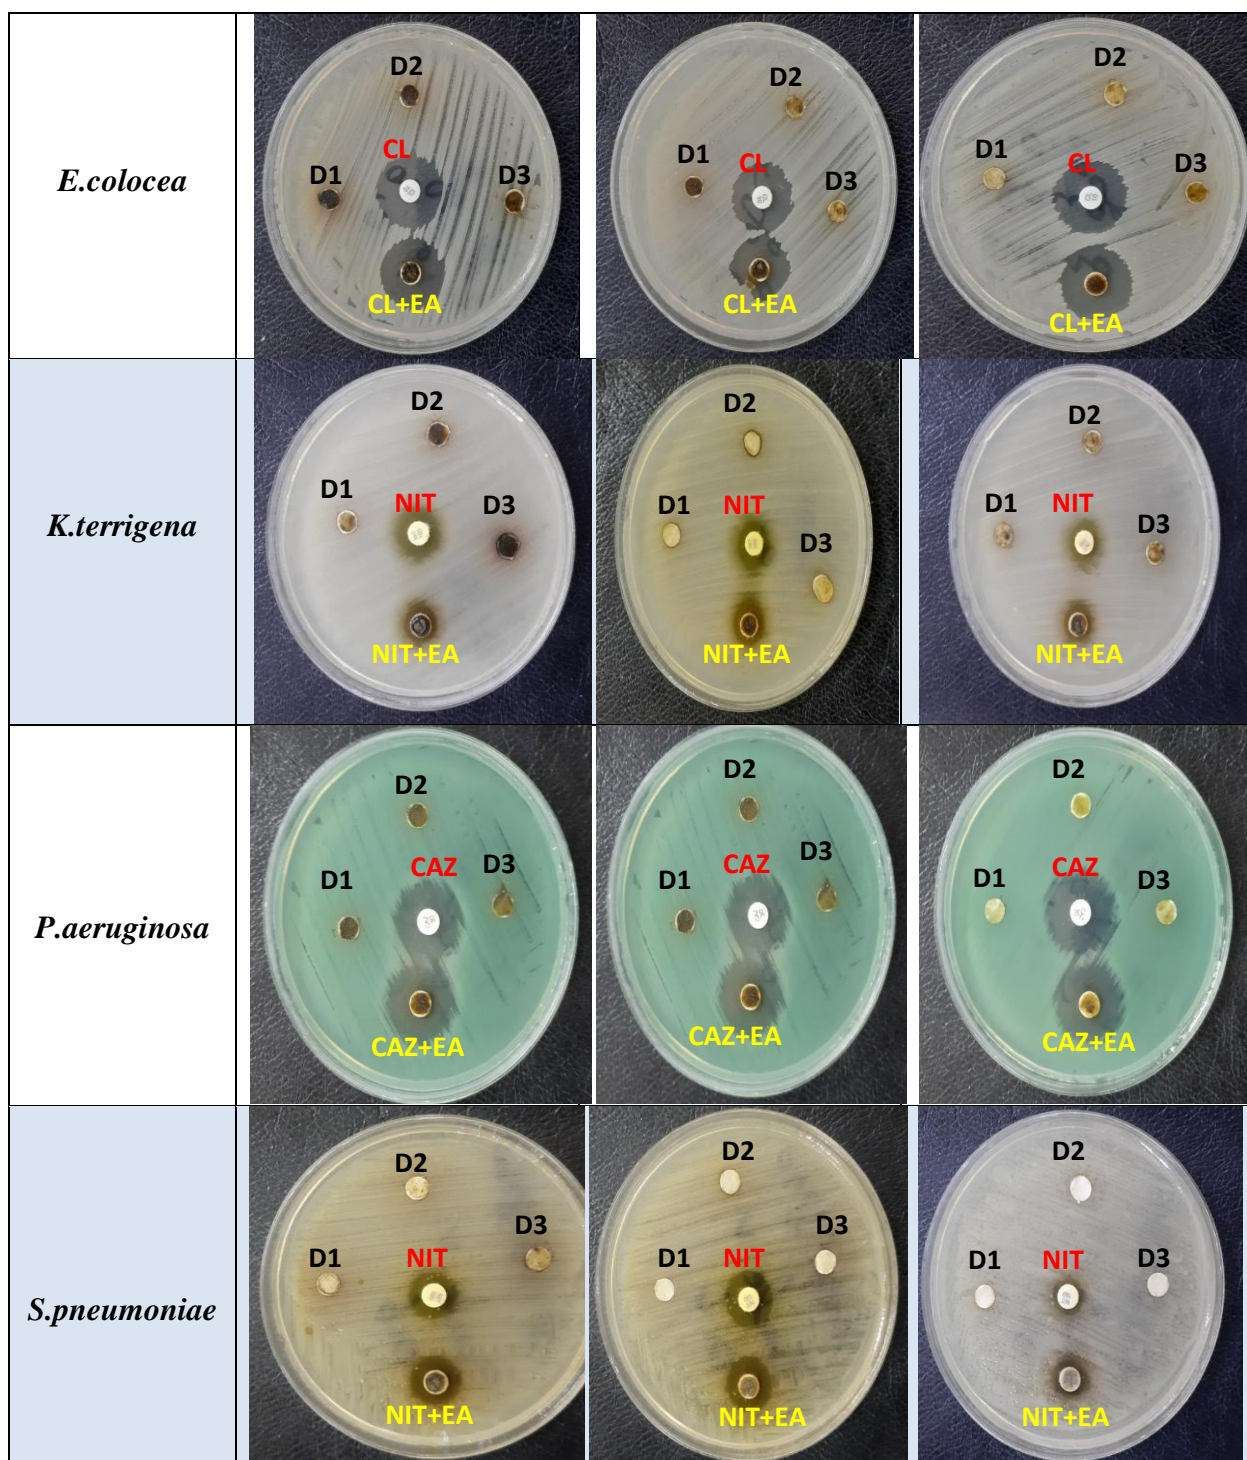 E.colocea
D2
CL
D1
D3
CL+EA
D2
D1
CL
D3
CL+EA
D2
D1
CL
D3
CL+EA
K.terrigena
D2
D1
NIT
D3
NIT+EA
D2
D1
NIT
D3
NIT+EA
D2
D1
NIT
D3
NIT+EA
P.aeruginosa
D2
CAZ
D3
D1
CAZ+EA
D2
CAZ
D3
D1
CAZ+EA
D2
CAZ
D1
D3
CAZ+EA
S.pneumoniae
D2
D3
D1
NIT
NIT+EA
D2
D3
D1
NIT
NIT+EA
D2
D1
NIT
D3
NIT+EA